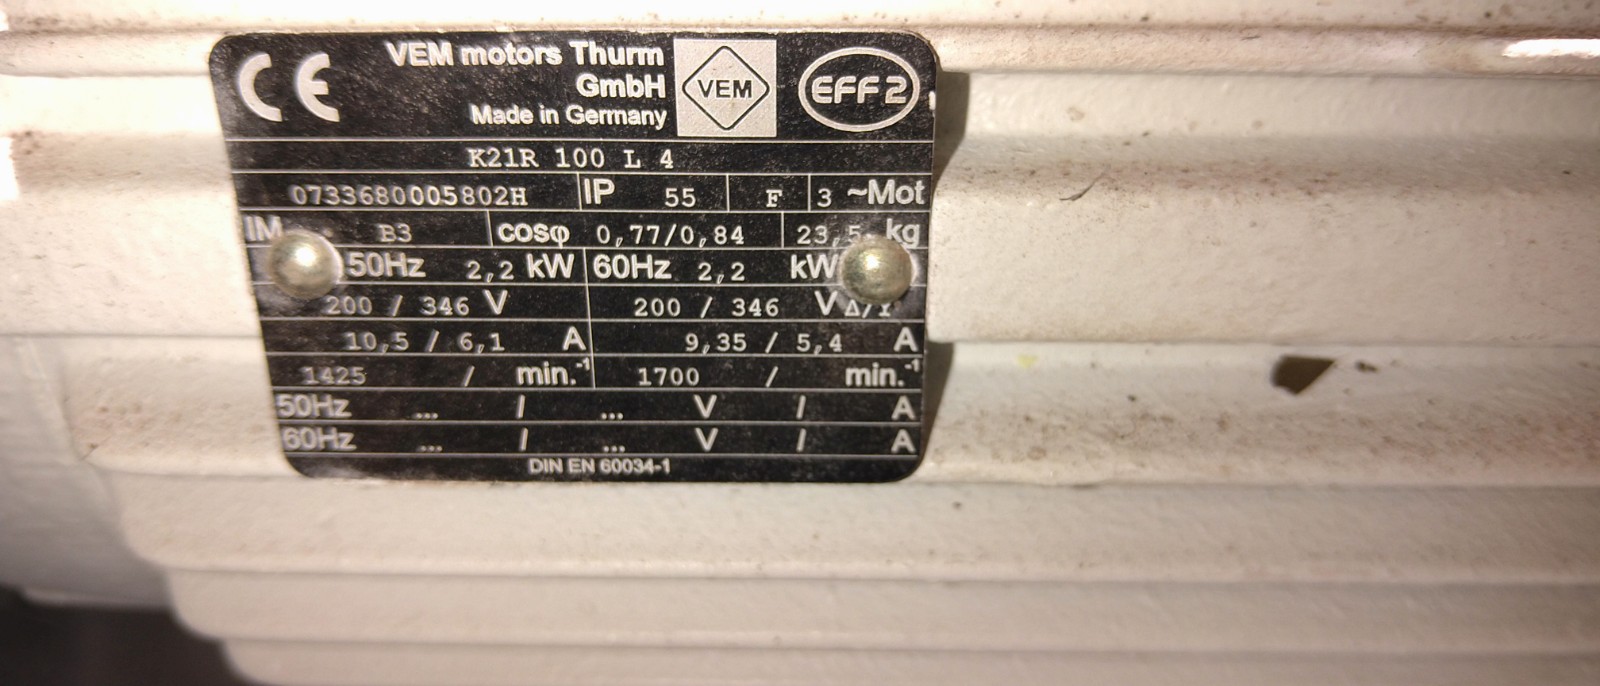 CE VEM motors Thurm GmbH VEM EFF2
Made in Germany
K21R 100 L 4
0733680005802H IP 55 F 3 ~Mot
IM B3 cosφ 0,77/0,84 23,5 kg
50Hz 2,2 kW 60Hz 2,2 kW
200 / 346 V 200 / 346 V Δ/Y
10,5 / 6,1 A 9,35 / 5,4 A
1425 / min.⁻¹ 1700 / min.⁻¹
50Hz ... / ... V / A
60Hz ... / ... V / A
DIN EN 60034-1